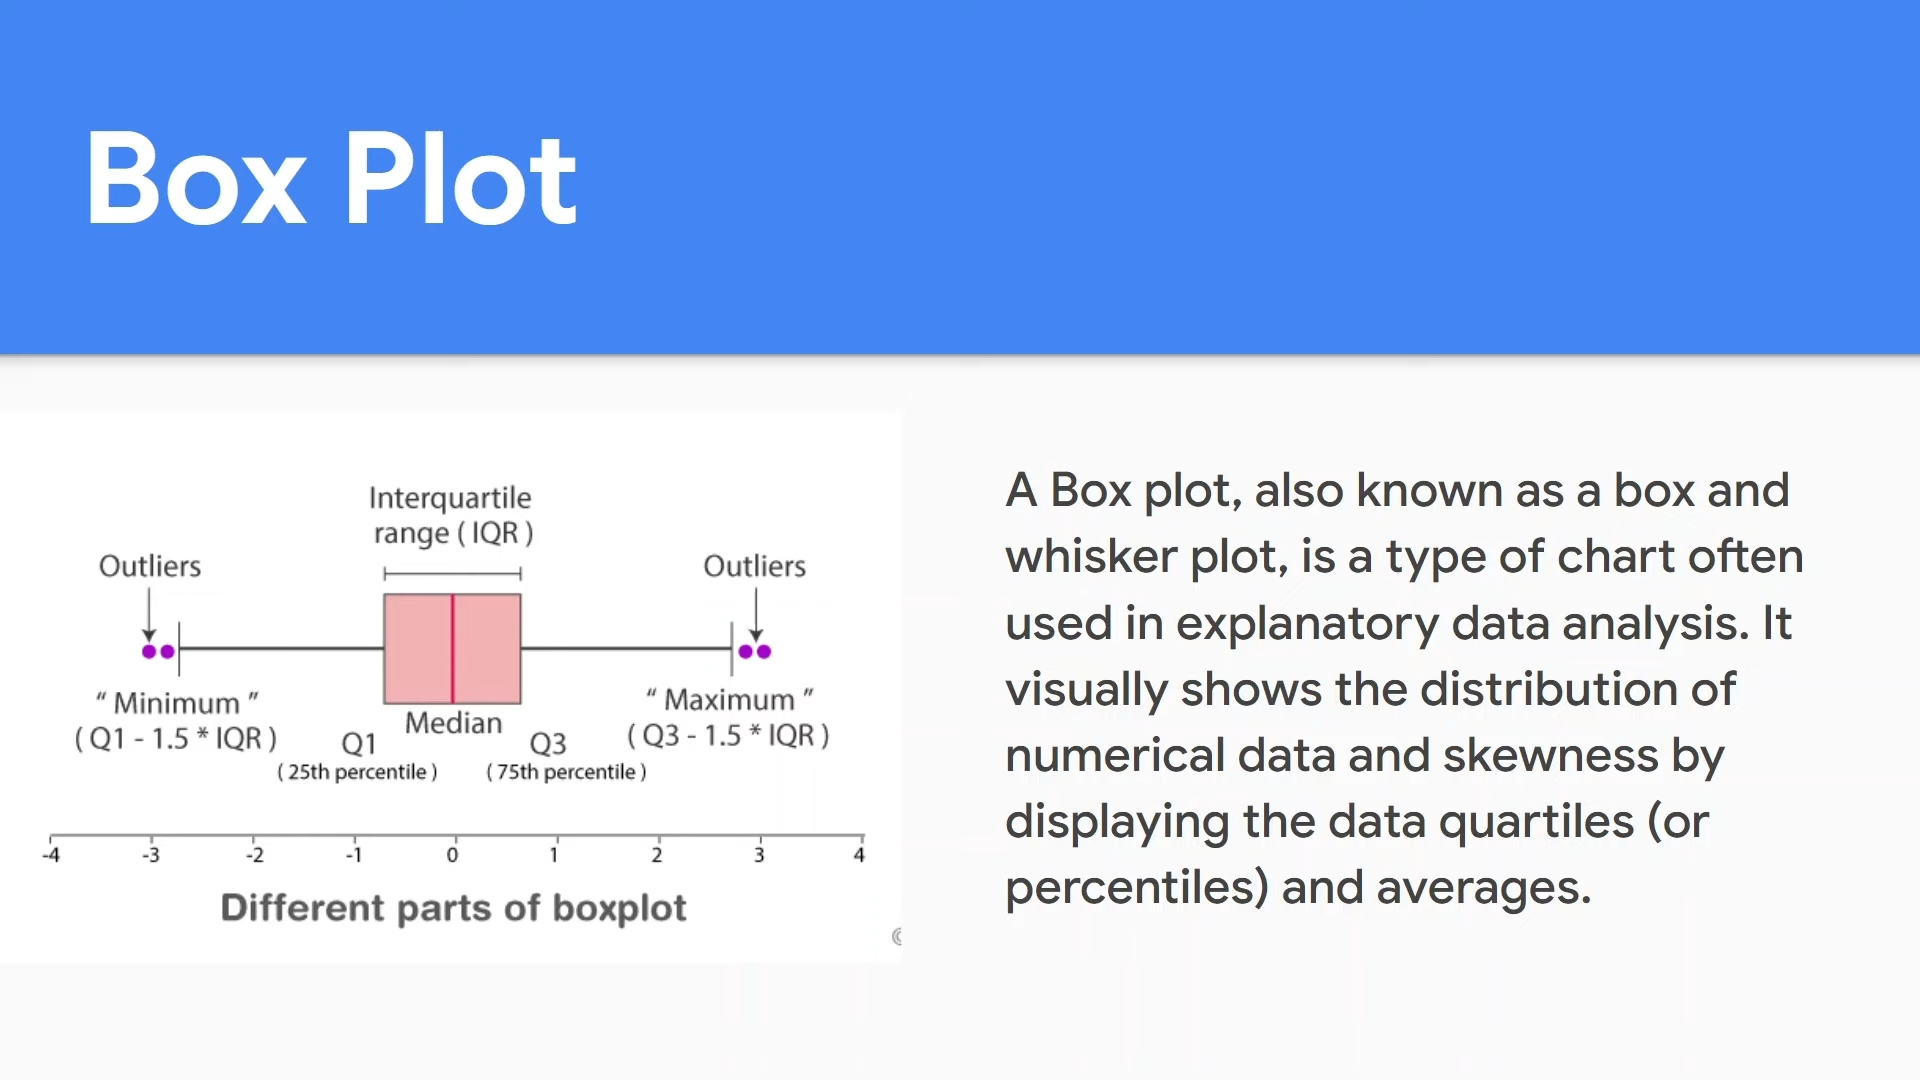 Box Plot
Interquartile
range ( IQR )
Outliers
Outliers
“ Minimum ”
( Q1 - 1.5 * IQR )
Median
“ Maximum ”
( Q3 - 1.5 * IQR )
Q1
( 25th percentile )
Q3
( 75th percentile )
-4 -3 -2 -1 0 1 2 3 4
Different parts of boxplot
©
A Box plot, also known as a box and
whisker plot, is a type of chart often
used in explanatory data analysis. It
visually shows the distribution of
numerical data and skewness by
displaying the data quartiles (or
percentiles) and averages.